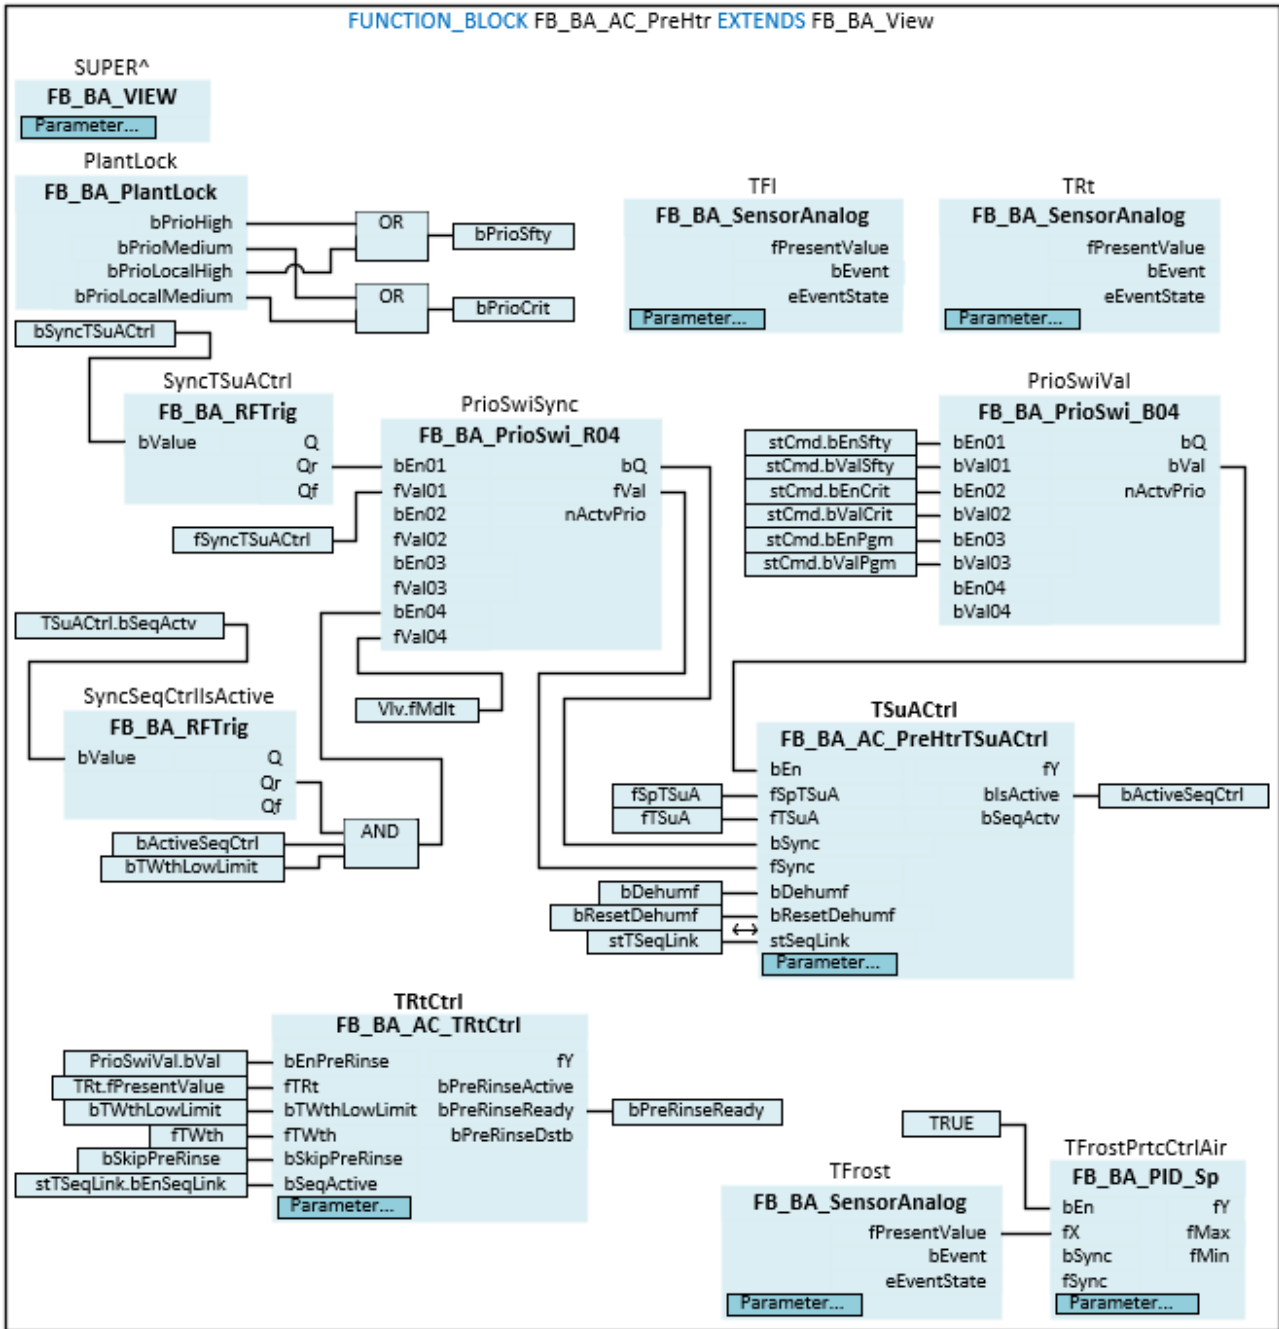 FUNCTION_BLOCK FB_BA_AC_PreHtr EXTENDS FB_BA_View
SUPER^
FB_BA_VIEW
Parameter...
PlantLock
FB_BA_PlantLock
bPrioHigh
bPrioMedium
bPrioLocalHigh
bPrioLocalMedium
OR
bPrioSfty
OR
bPrioCrit
TFl
FB_BA_SensorAnalog
fPresentValue
bEvent
eEventState
Parameter...
TRt
FB_BA_SensorAnalog
fPresentValue
bEvent
eEventState
Parameter...
bSyncTSuACtrl
SyncTSuACtrl
FB_BA_RFTrig
bValue Q
Qr
Qf
fSyncTSuACtrl
PrioSwiSync
FB_BA_PrioSwi_R04
bEn01 bQ
fVal01 fVal
bEn02 nActvPrio
fVal02
bEn03
fVal03
bEn04
fVal04
PrioSwiVal
FB_BA_PrioSwi_B04
stCmd.bEnSfty bEn01 bQ
stCmd.bValSfty bVal01 bVal
stCmd.bEnCrit bEn02 nActvPrio
stCmd.bValCrit bVal02
stCmd.bEnPgm bEn03
stCmd.bValPgm bVal03
bEn04
bVal04
TSuACtrl.bSeqActv
SyncSeqCtrlIsActive
FB_BA_RFTrig
bValue Q
Qr
Qf
Vlv.fMdlt
AND
bActiveSeqCtrl
bTWthLowLimit
TSuACtrl
FB_BA_AC_PreHtrTSuACtrl
bEn fY
fSpTSuA fSpTSuA bIsActive bActiveSeqCtrl
fTSuA fTSuA bSeqActv
bSync
fSync
bDehumf bDehumf
bResetDehumf bResetDehumf
stTSeqLink stSeqLink
Parameter...
TRtCtrl
FB_BA_AC_TRtCtrl
PrioSwiVal.bVal bEnPreRinse fY
TRt.fPresentValue fTRt bPreRinseActive
bTWthLowLimit bTWthLowLimit bPreRinseReady bPreRinseReady
fTWth fTWth bPreRinseDstb
bSkipPreRinse bSkipPreRinse
stTSeqLink.bEnSeqLink bSeqActive
Parameter...
TFrost
FB_BA_SensorAnalog
fPresentValue
bEvent
eEventState
Parameter...
TRUE
TFrostPrtcCtrlAir
FB_BA_PID_Sp
bEn fY
fX fMax
bSync fMin
fSync
Parameter...